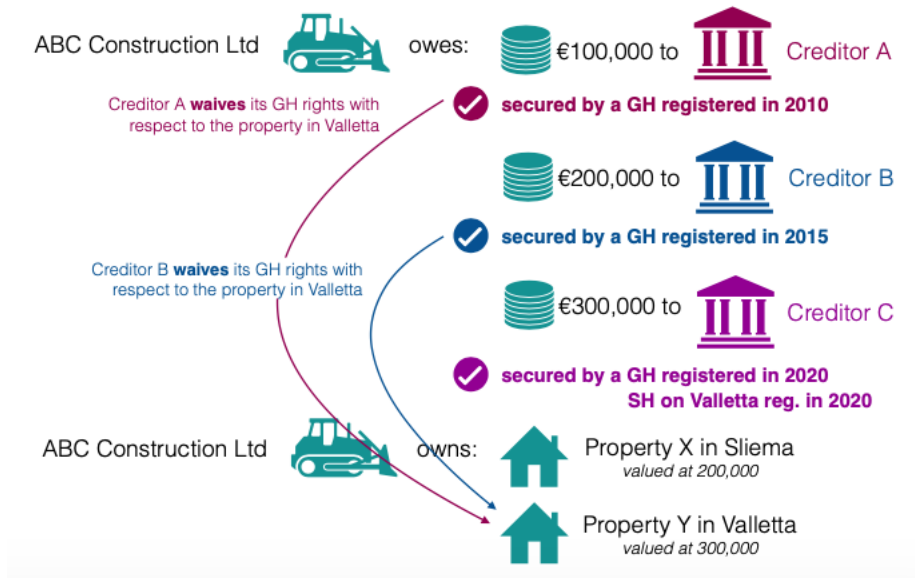 ABC Construction Ltd owes: €100,000 to Creditor A
Creditor A waives its GH rights with
respect to the property in Valletta
secured by a GH registered in 2010
€200,000 to Creditor B
secured by a GH registered in 2015
Creditor B waives its GH rights with
respect to the property in Valletta
€300,000 to Creditor C
secured by a GH registered in 2020
SH on Valletta reg. in 2020
ABC Construction Ltd owns: Property X in Sliema
valued at 200,000
Property Y in Valletta
valued at 300,000